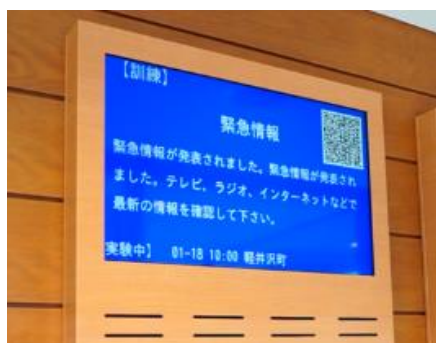 【訓練】
緊急情報
緊急情報が発表されました。緊急情報が発表され
ました。テレビ、ラジオ、インターネットなどで
最新の情報を確認して下さい。
実験中】 01-18 10:00 軽井沢町